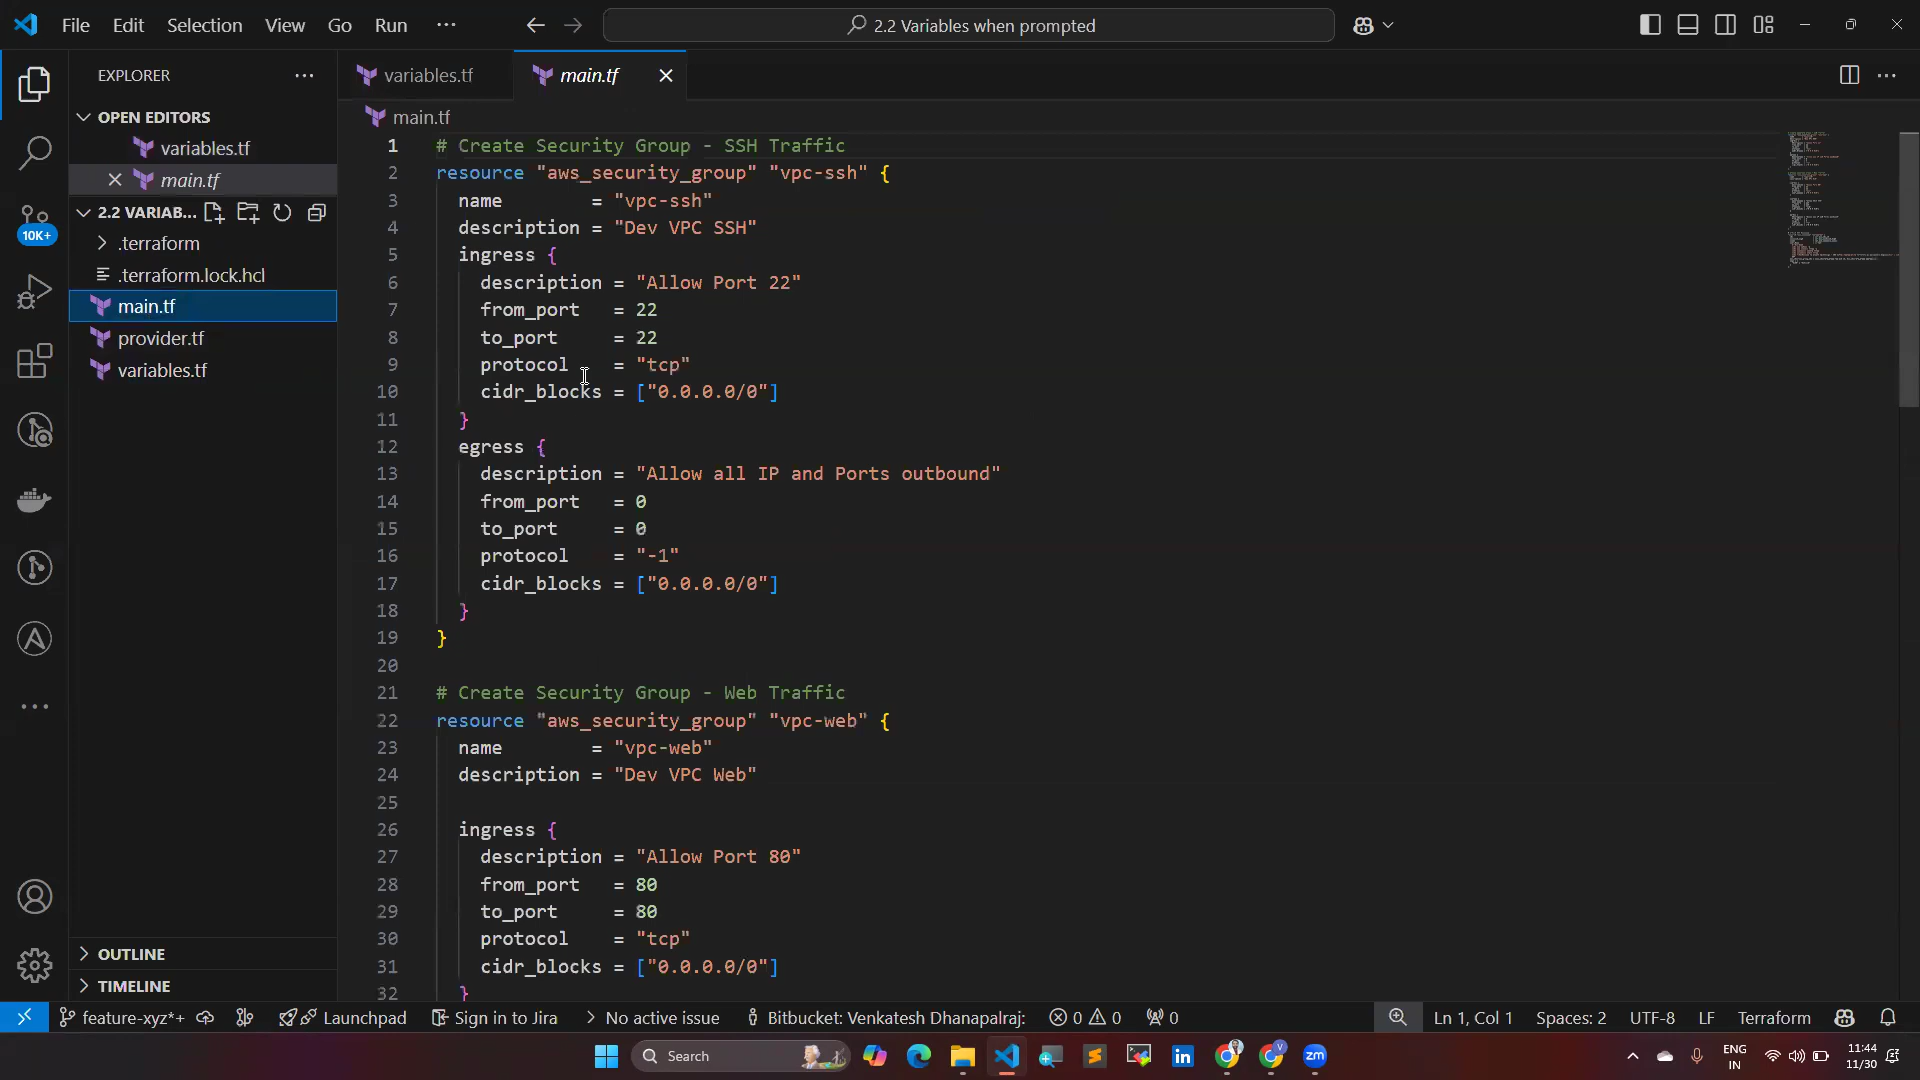 File Edit Selection View Go Run ···
2.2 Variables when prompted
EXPLORER
OPEN EDITORS
variables.tf
main.tf
2.2 VARIAB...
.terraform
.terraform.lock.hcl
main.tf
provider.tf
variables.tf
OUTLINE
TIMELINE
10K+
variables.tf
main.tf
main.tf
1 # Create Security Group - SSH Traffic
2 resource "aws_security_group" "vpc-ssh" {
3 name = "vpc-ssh"
4 description = "Dev VPC SSH"
5 ingress {
6 description = "Allow Port 22"
7 from_port = 22
8 to_port = 22
9 protocol = "tcp"
10 cidr_blocks = ["0.0.0.0/0"]
11 }
12 egress {
13 description = "Allow all IP and Ports outbound"
14 from_port = 0
15 to_port = 0
16 protocol = "-1"
17 cidr_blocks = ["0.0.0.0/0"]
18 }
19 }
20
21 # Create Security Group - Web Traffic
22 resource "aws_security_group" "vpc-web" {
23 name = "vpc-web"
24 description = "Dev VPC Web"
25
26 ingress {
27 description = "Allow Port 80"
28 from_port = 80
29 to_port = 80
30 protocol = "tcp"
31 cidr_blocks = ["0.0.0.0/0"]
32 }
feature-xyz*+ Launchpad Sign in to Jira No active issue Bitbucket: Venkatesh Dhanapalraj: 0 0 0 Ln 1, Col 1 Spaces: 2 UTF-8 LF Terraform
Search
zm
ENG
IN
11:44
11/30